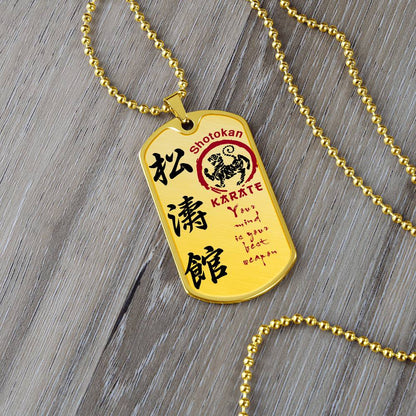 松
濤
館
Shotokan
KARATE
Your
mind
is your
best
weapon